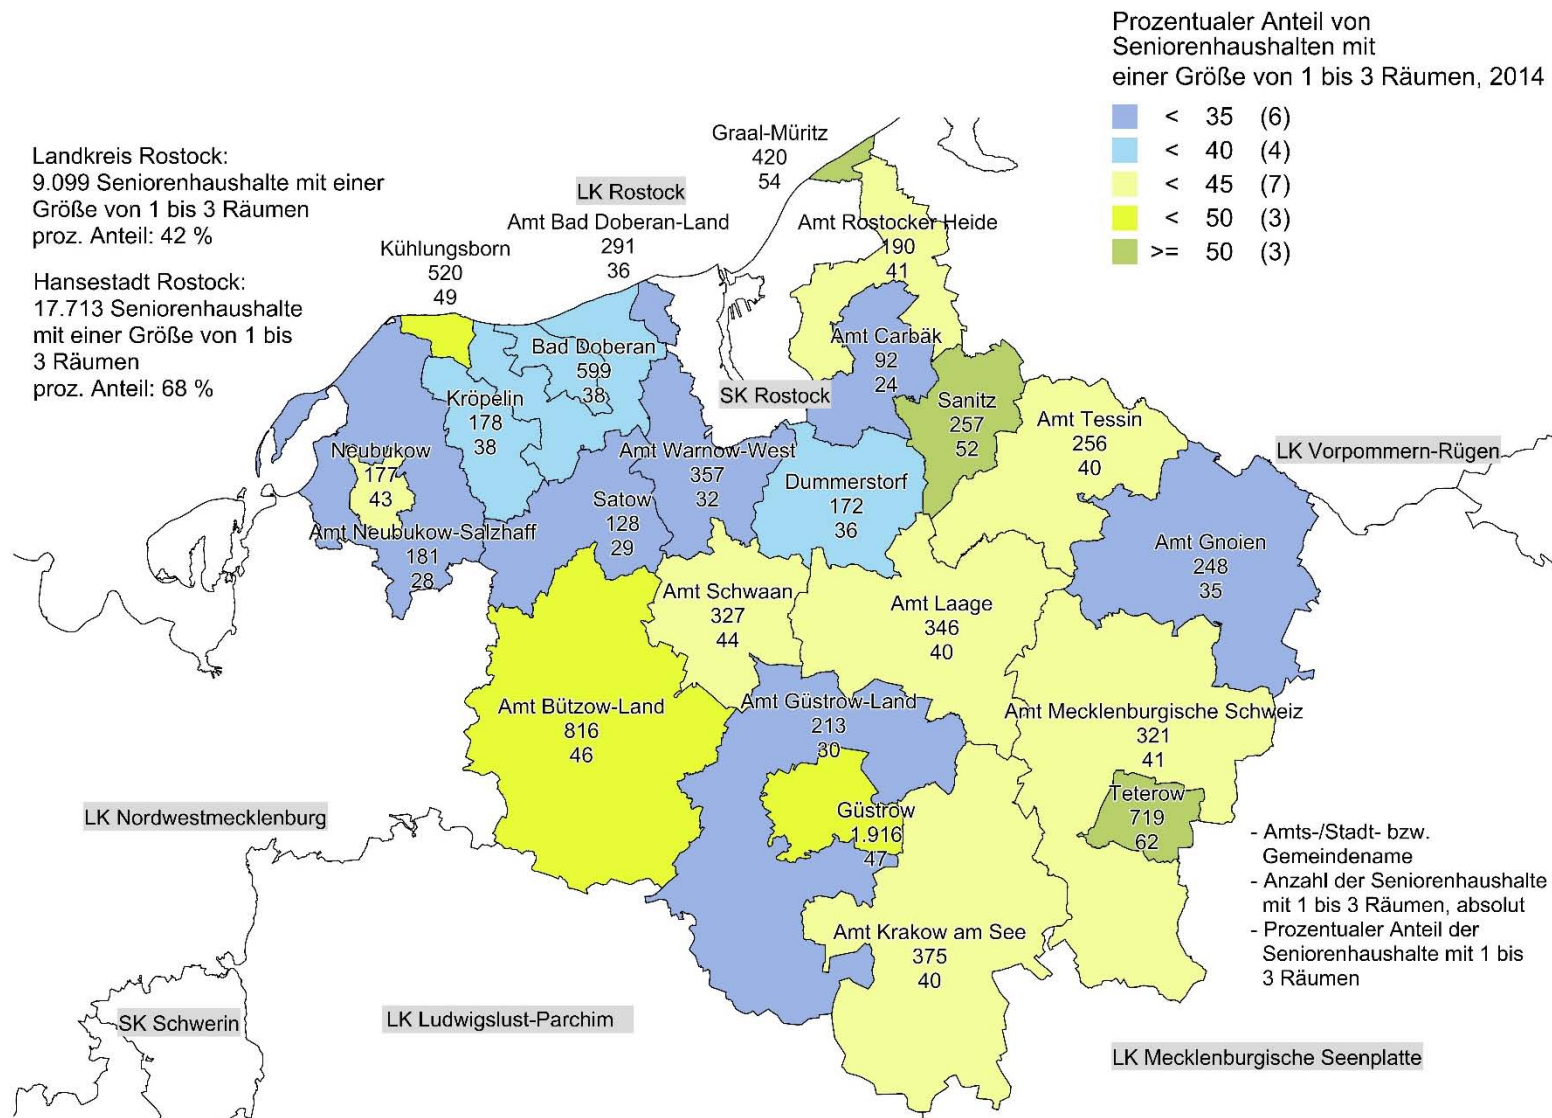 Prozentualer Anteil von
Seniorenhaushalten mit
einer Größe von 1 bis 3 Räumen, 2014
< 35 (6)
< 40 (4)
< 45 (7)
< 50 (3)
>= 50 (3)
Landkreis Rostock:
9.099 Seniorenhaushalte mit einer
Größe von 1 bis 3 Räumen
proz. Anteil: 42 %
Hansestadt Rostock:
17.713 Seniorenhaushalte
mit einer Größe von 1 bis
3 Räumen
proz. Anteil: 68 %
Graal-Müritz
420
54
LK Rostock
Amt Bad Doberan-Land
291
36
Kühlungsborn
520
49
Amt Rostocker Heide
190
41
Bad Doberan
599
38
Amt Carbäk
92
24
Kröpelin
178
38
SK Rostock
Sanitz
257
52
Amt Tessin
256
40
LK Vorpommern-Rügen
Neubukow
177
43
Amt Warnow-West
357
32
Dummerstorf
172
36
Satow
128
29
Amt Neubukow-Salzhaff
181
28
Amt Gnoien
248
35
Amt Schwaan
327
44
Amt Laage
346
40
Amt Bützow-Land
816
46
Amt Güstrow-Land
213
30
Amt Mecklenburgische Schweiz
321
41
Güstrow
1.916
47
Teterow
719
62
LK Nordwestmecklenburg
- Amts-/Stadt- bzw.
Gemeindename
- Anzahl der Seniorenhaushalte
mit 1 bis 3 Räumen, absolut
- Prozentualer Anteil der
Seniorenhaushalte mit 1 bis
3 Räumen
Amt Krakow am See
375
40
SK Schwerin
LK Ludwigslust-Parchim
LK Mecklenburgische Seenplatte